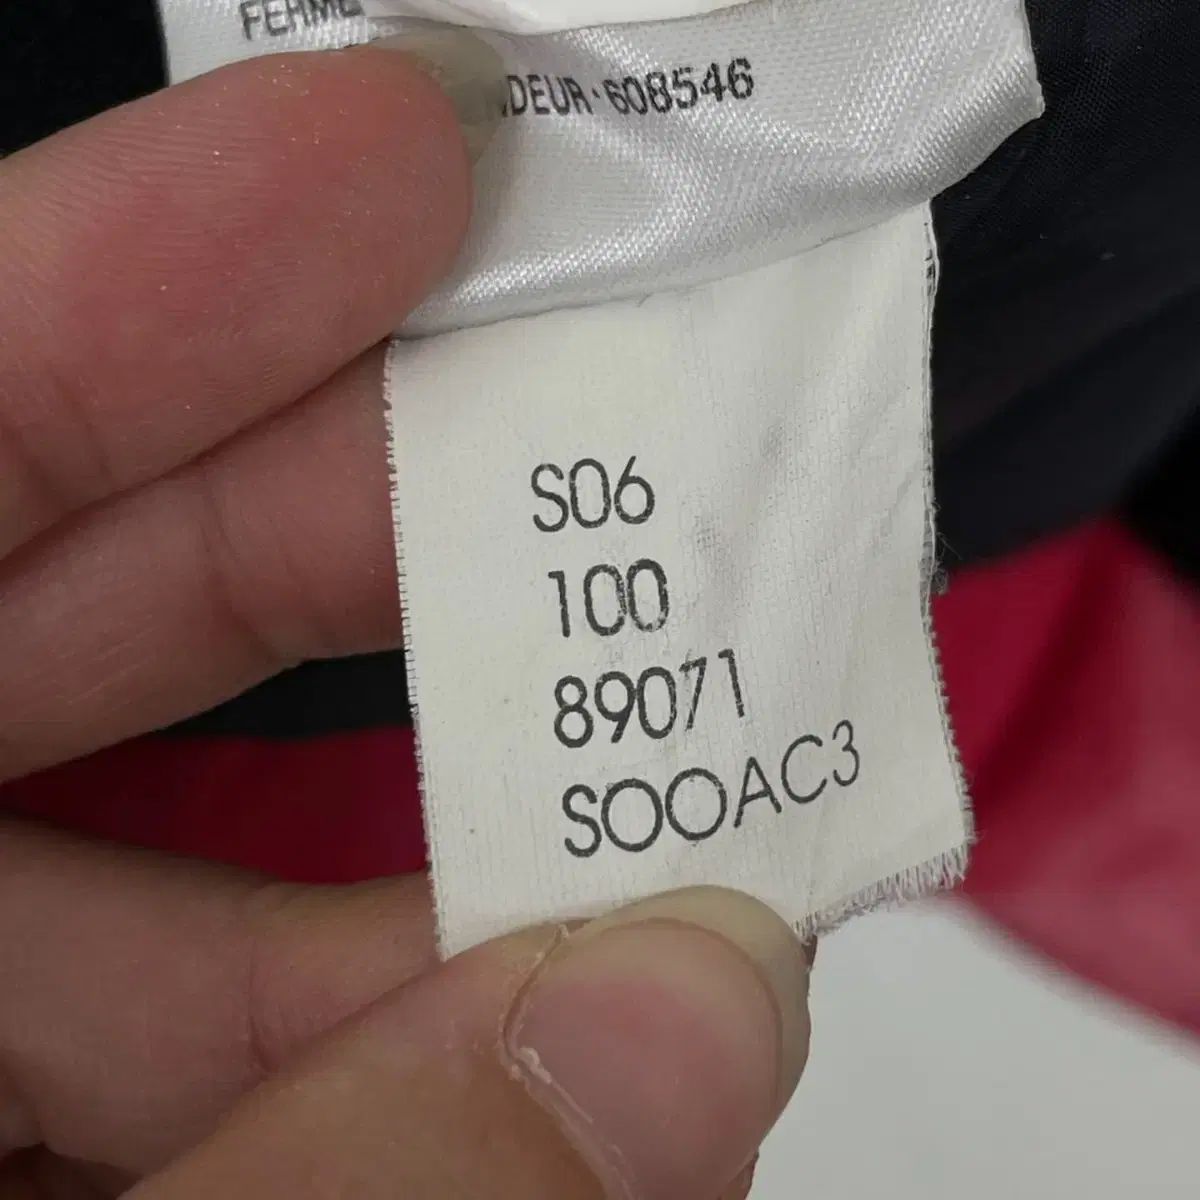 FERME
DEUR·608546
S06
100
89071
SOOAC3